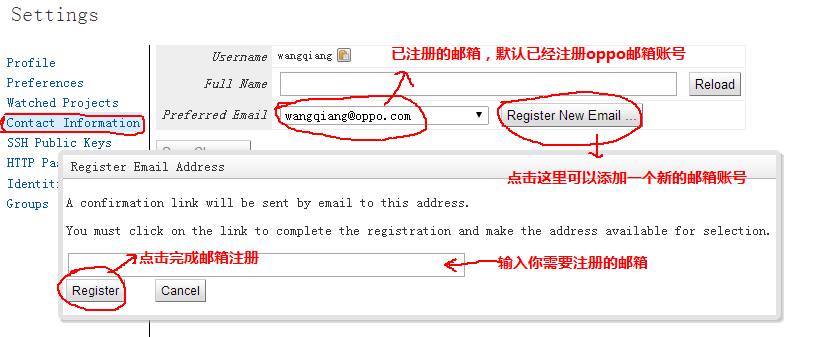 Settings
Username wangqiang 已注册的邮箱，默认已经注册oppo邮箱账号
Profile
Preferences
Full Name Reload
Watched Projects
Contact Information
Preferred Email wangqiang@oppo.com Register New Email ...
SSH Public Keys
HTTP Pa
Identiti
Groups
Register Email Address
点击这里可以添加一个新的邮箱账号
A confirmation link will be sent by email to this address.
You must click on the link to complete the registration and make the address available for selection.
点击完成邮箱注册
输入你需要注册的邮箱
Register Cancel